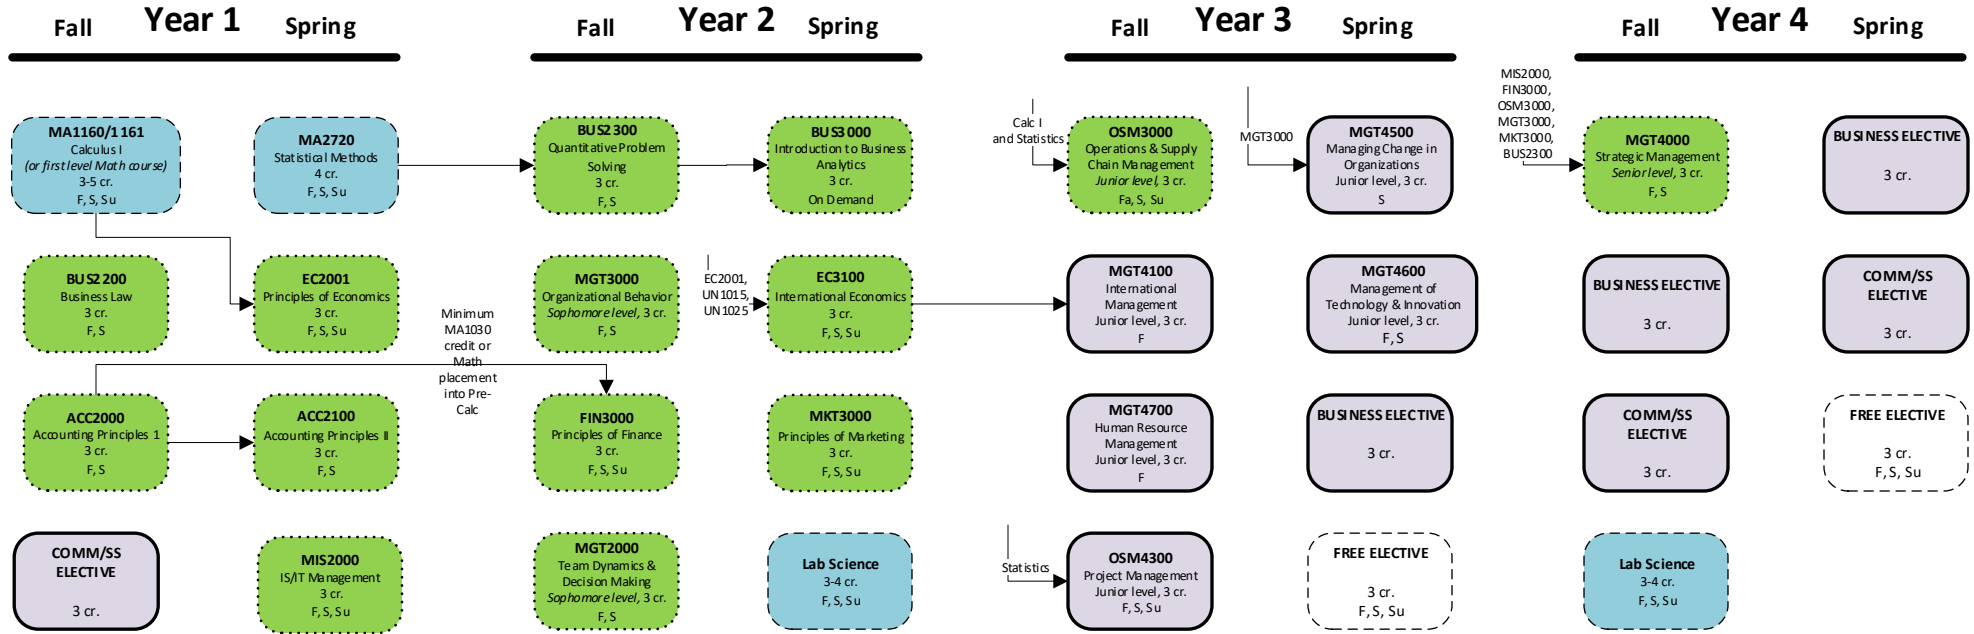 Year 1
Year 2
Year 3
Year 4
Fall
Spring
Fall
Spring
Fall
Spring
Fall
Spring
MA1160/1161
Calculus I
(or first level Math course)
3-5 cr.
F, S, Su
MA2720
Statistical Methods
4 cr.
F, S, Su
BUS2300
Quantitative Problem
Solving
3 cr.
F, S
BUS3000
Introduction to Business
Analytics
3 cr.
On Demand
Calc I
and Statistics
OSM3000
Operations & Supply
Chain Management
Junior level, 3 cr.
Fa, S, Su
MGT3000
MGT4500
Managing Change in
Organizations
Junior level, 3 cr.
S
MIS2000,
FIN3000,
OSM3000,
MGT3000,
MKT3000,
BUS2300
MGT4000
Strategic Management
Senior level, 3 cr.
F, S
BUSINESS ELECTIVE
3 cr.
BUS2200
Business Law
3 cr.
F, S
EC2001
Principles of Economics
3 cr.
F, S, Su
Minimum
MA1030
credit or
Math
placement
into Pre-
Calc
MGT3000
Organizational Behavior
Sophomore level, 3 cr.
F, S
EC2001,
UN1015,
UN1025
EC3100
International Economics
3 cr.
F, S, Su
MGT4100
International
Management
Junior level, 3 cr.
F
MGT4600
Management of
Technology & Innovation
Junior level, 3 cr.
F, S
BUSINESS ELECTIVE
3 cr.
COMM/SS
ELECTIVE
3 cr.
ACC2000
Accounting Principles 1
3 cr.
F, S
ACC2100
Accounting Principles II
3 cr.
F, S
FIN3000
Principles of Finance
3 cr.
F, S, Su
MKT3000
Principles of Marketing
3 cr.
F, S, Su
MGT4700
Human Resource
Management
Junior level, 3 cr.
F
BUSINESS ELECTIVE
3 cr.
COMM/SS
ELECTIVE
3 cr.
FREE ELECTIVE
3 cr.
F, S, Su
COMM/SS
ELECTIVE
3 cr.
MIS2000
IS/IT Management
3 cr.
F, S, Su
MGT2000
Team Dynamics &
Decision Making
Sophomore level, 3 cr.
F, S
Lab Science
3-4 cr.
F, S, Su
Statistics
OSM4300
Project Management
Junior level, 3 cr.
F, S, Su
FREE ELECTIVE
3 cr.
F, S, Su
Lab Science
3-4 cr.
F, S, Su